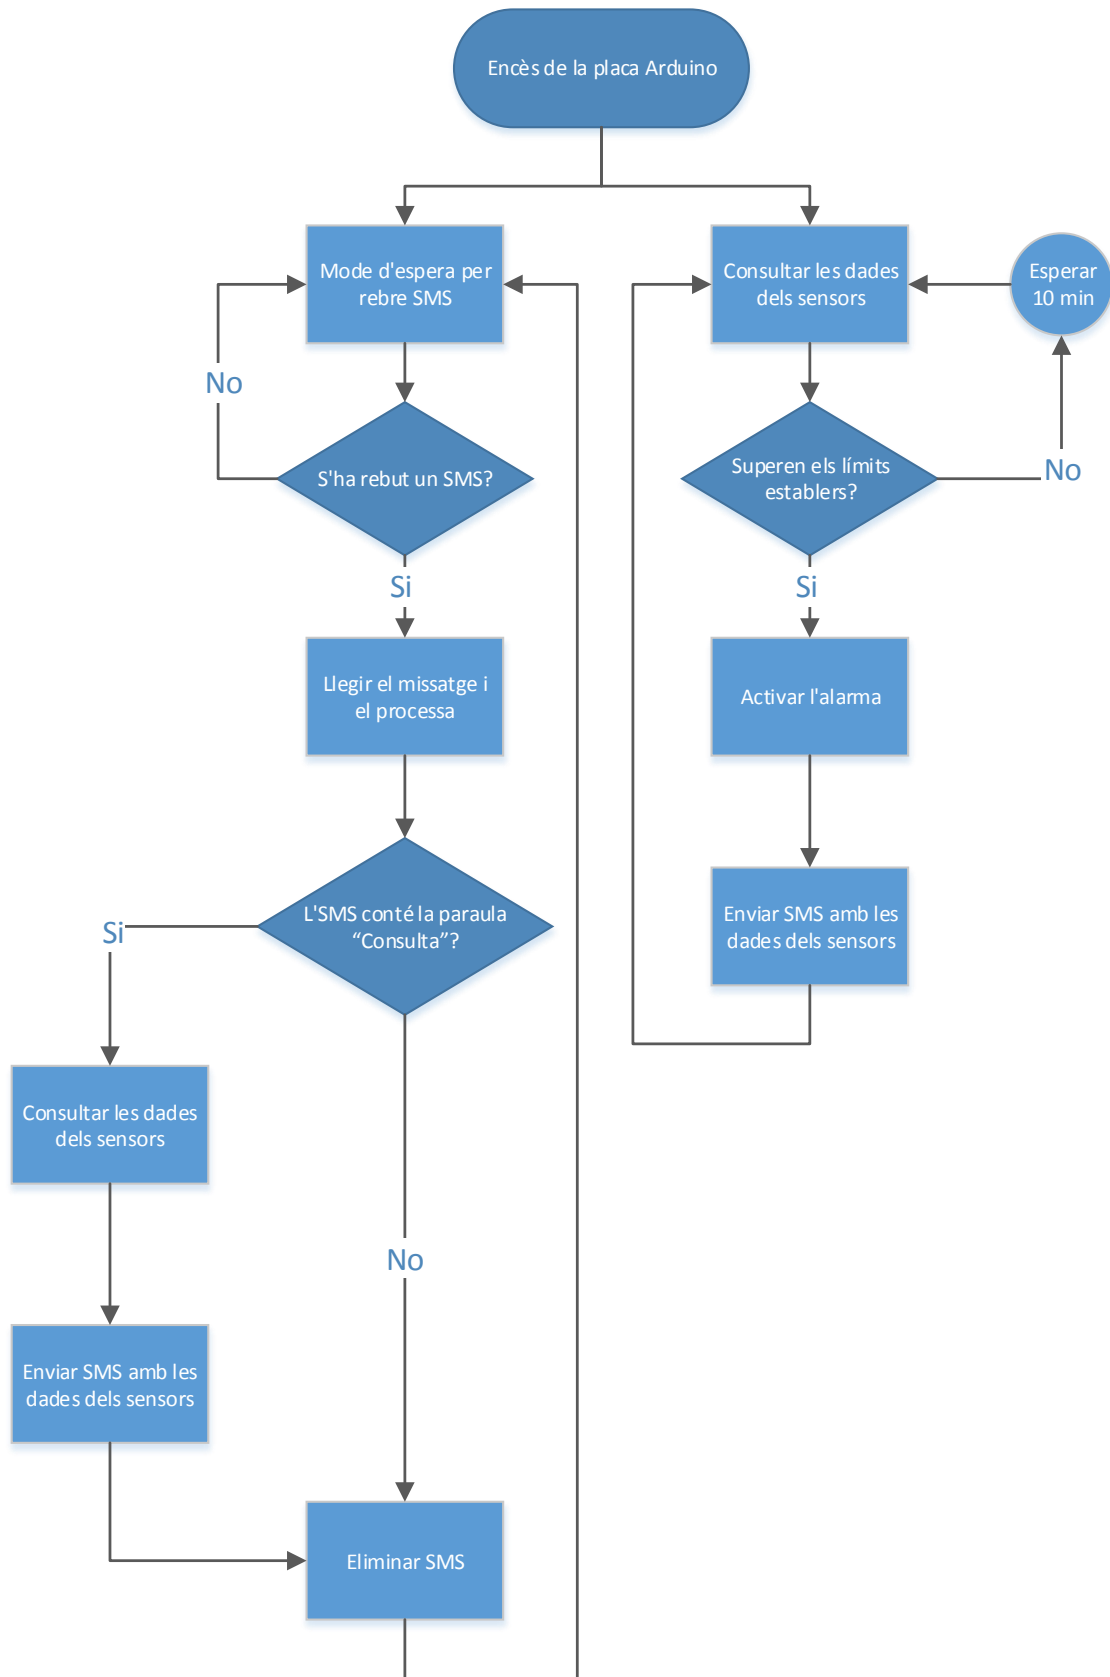 Encès de la placa Arduino
Mode d'espera per
rebre SMS
Consultar les dades
dels sensors
Esperar
10 min
No
S'ha rebut un SMS?
Superen els límits
establers?
No
Si
Si
Llegir el missatge i
el processa
Activar l'alarma
L'SMS conté la paraula
“Consulta”?
Si
Enviar SMS amb les
dades dels sensors
Consultar les dades
dels sensors
No
Enviar SMS amb les
dades dels sensors
Eliminar SMS